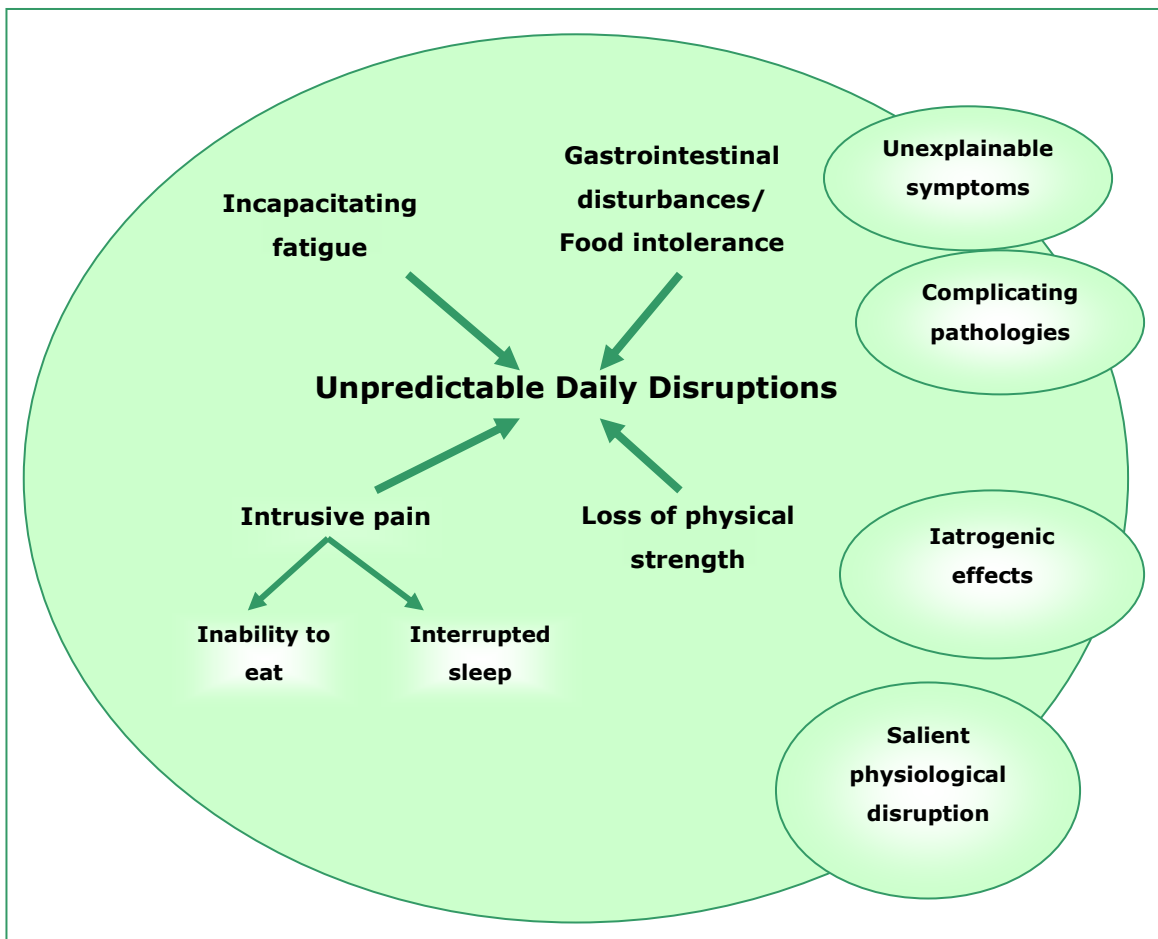 Incapacitating
fatigue
Gastrointestinal
disturbances/
Food intolerance
Unexplainable
symptoms
Complicating
pathologies
Unpredictable Daily Disruptions
Intrusive pain
Loss of physical
strength
Inability to
eat
Interrupted
sleep
Iatrogenic
effects
Salient
physiological
disruption